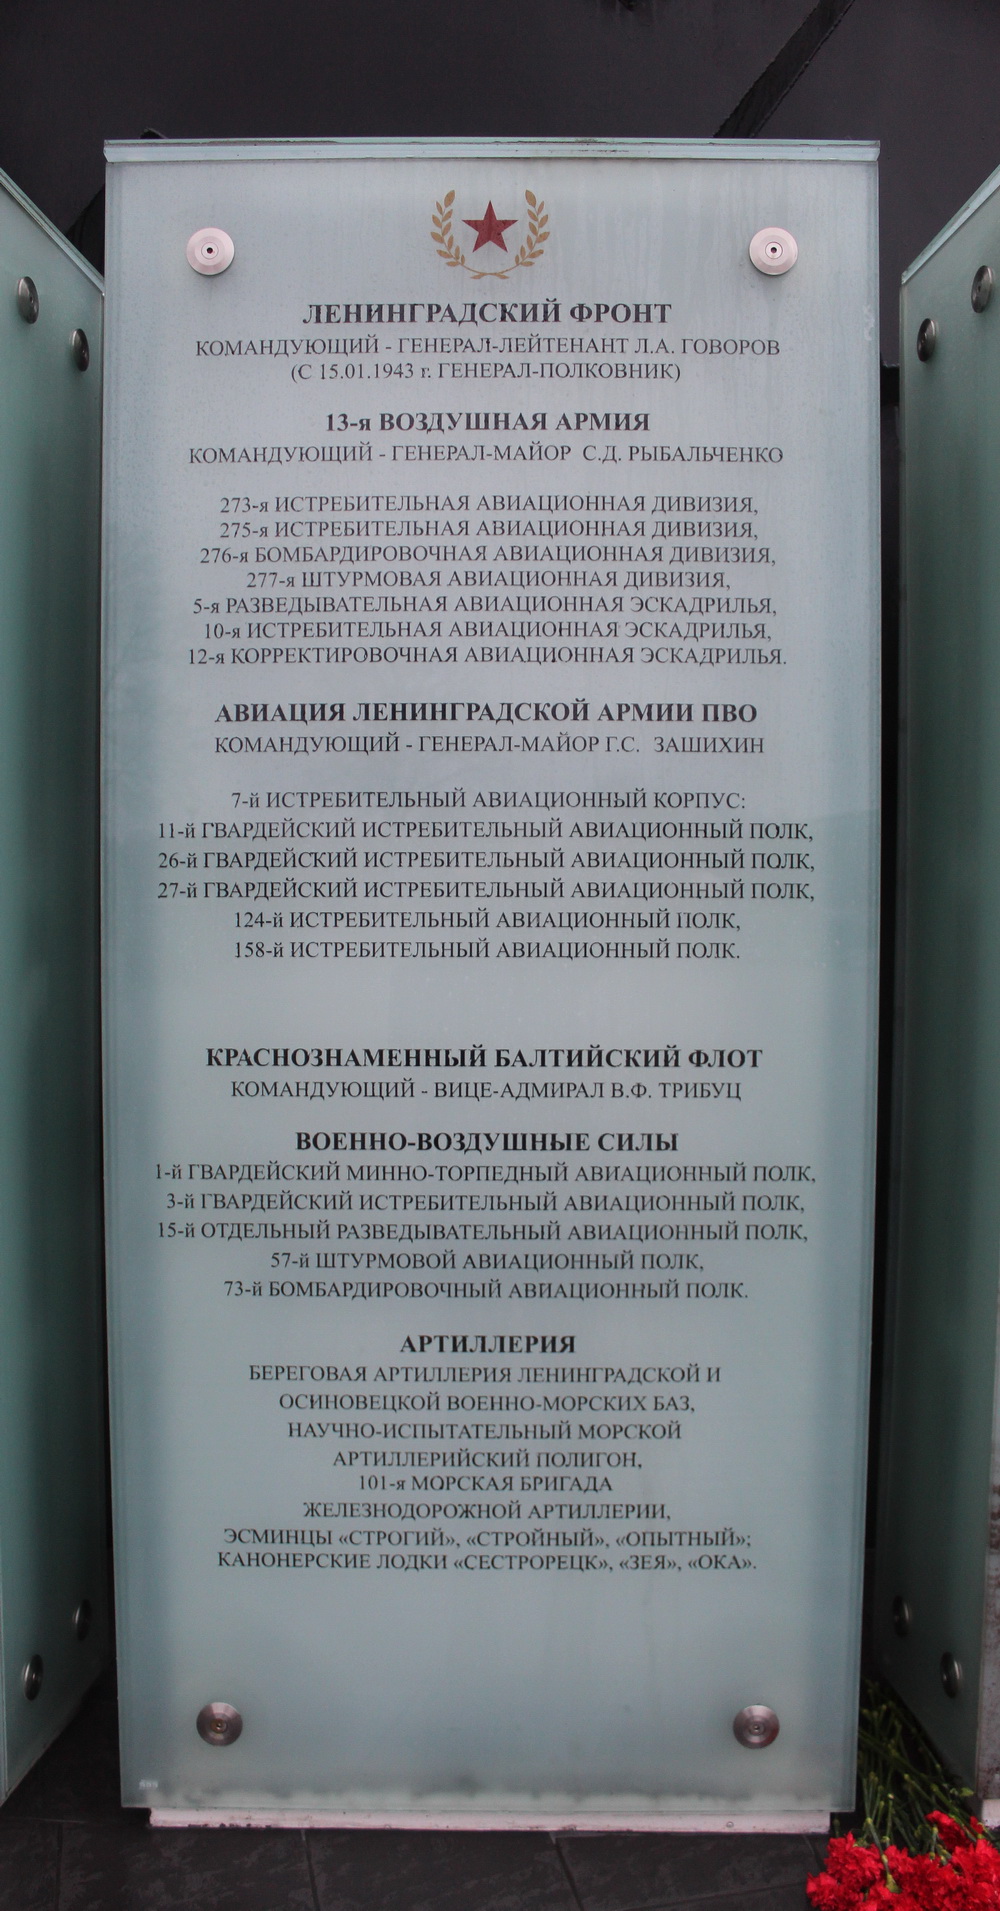 ЛЕНИНГРАДСКИЙ ФРОНТ
КОМАНДУЮЩИЙ - ГЕНЕРАЛ-ЛЕЙТЕНАНТ Л.А. ГОВОРОВ
(С 15.01.1943 г. ГЕНЕРАЛ-ПОЛКОВНИК)
13-я ВОЗДУШНАЯ АРМИЯ
КОМАНДУЮЩИЙ - ГЕНЕРАЛ-МАЙОР С.Д. РЫБАЛЬЧЕНКО
273-я ИСТРЕБИТЕЛЬНАЯ АВИАЦИОННАЯ ДИВИЗИЯ,
275-я ИСТРЕБИТЕЛЬНАЯ АВИАЦИОННАЯ ДИВИЗИЯ,
276-я БОМБАРДИРОВОЧНАЯ АВИАЦИОННАЯ ДИВИЗИЯ,
277-я ШТУРМОВАЯ АВИАЦИОННАЯ ДИВИЗИЯ,
5-я РАЗВЕДЫВАТЕЛЬНАЯ АВИАЦИОННАЯ ЭСКАДРИЛЬЯ,
10-я ИСТРЕБИТЕЛЬНАЯ АВИАЦИОННАЯ ЭСКАДРИЛЬЯ,
12-я КОРРЕКТИРОВОЧНАЯ АВИАЦИОННАЯ ЭСКАДРИЛЬЯ.
АВИАЦИЯ ЛЕНИНГРАДСКОЙ АРМИИ ПВО
КОМАНДУЮЩИЙ - ГЕНЕРАЛ-МАЙОР Г.С. ЗАШИХИН
7-й ИСТРЕБИТЕЛЬНЫЙ АВИАЦИОННЫЙ КОРПУС:
11-й ГВАРДЕЙСКИЙ ИСТРЕБИТЕЛЬНЫЙ АВИАЦИОННЫЙ ПОЛК,
26-й ГВАРДЕЙСКИЙ ИСТРЕБИТЕЛЬНЫЙ АВИАЦИОННЫЙ ПОЛК,
27-й ГВАРДЕЙСКИЙ ИСТРЕБИТЕЛЬНЫЙ АВИАЦИОННЫЙ ПОЛК,
124-й ИСТРЕБИТЕЛЬНЫЙ АВИАЦИОННЫЙ ПОЛК,
158-й ИСТРЕБИТЕЛЬНЫЙ АВИАЦИОННЫЙ ПОЛК.
КРАСНОЗНАМЕННЫЙ БАЛТИЙСКИЙ ФЛОТ
КОМАНДУЮЩИЙ - ВИЦЕ-АДМИРАЛ В.Ф. ТРИБУЦ
ВОЕННО-ВОЗДУШНЫЕ СИЛЫ
1-й ГВАРДЕЙСКИЙ МИННО-ТОРПЕДНЫЙ АВИАЦИОННЫЙ ПОЛК,
3-й ГВАРДЕЙСКИЙ ИСТРЕБИТЕЛЬНЫЙ АВИАЦИОННЫЙ ПОЛК,
15-й ОТДЕЛЬНЫЙ РАЗВЕДЫВАТЕЛЬНЫЙ АВИАЦИОННЫЙ ПОЛК,
57-й ШТУРМОВОЙ АВИАЦИОННЫЙ ПОЛК,
73-й БОМБАРДИРОВОЧНЫЙ АВИАЦИОННЫЙ ПОЛК.
АРТИЛЛЕРИЯ
БЕРЕГОВАЯ АРТИЛЛЕРИЯ ЛЕНИНГРАДСКОЙ И
ОСИНОВЕЦКОЙ ВОЕННО-МОРСКИХ БАЗ,
НАУЧНО-ИСПЫТАТЕЛЬНЫЙ МОРСКОЙ
АРТИЛЛЕРИЙСКИЙ ПОЛИГОН,
101-я МОРСКАЯ БРИГАДА
ЖЕЛЕЗНОДОРОЖНОЙ АРТИЛЛЕРИИ,
ЭСМИНЦЫ «СТРОГИЙ», «СТРОЙНЫЙ», «ОПЫТНЫЙ»;
КАНОНЕРСКИЕ ЛОДКИ «СЕСТРОРЕЦК», «ЗЕЯ», «ОКА».